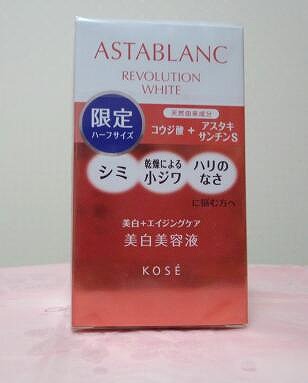 ASTABLANC
REVOLUTION
WHITE
限定
ハーフサイズ
天然由来成分
コウジ酸 + アスタキサンチンS
シミ
乾燥による
小ジワ
ハリの
なさ
に悩む方へ
美白+エイジングケア
美白美容液
KOSÉ